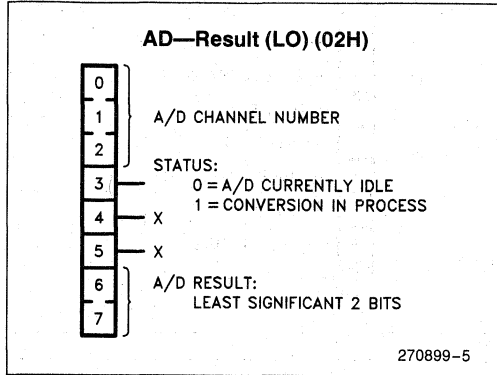 AD—Result (LO) (02H)
0
1
2
A/D CHANNEL NUMBER
STATUS:
3
0 = A/D CURRENTLY IDLE
1 = CONVERSION IN PROCESS
4 X
5 X
6
7
A/D RESULT:
LEAST SIGNIFICANT 2 BITS
270899–5